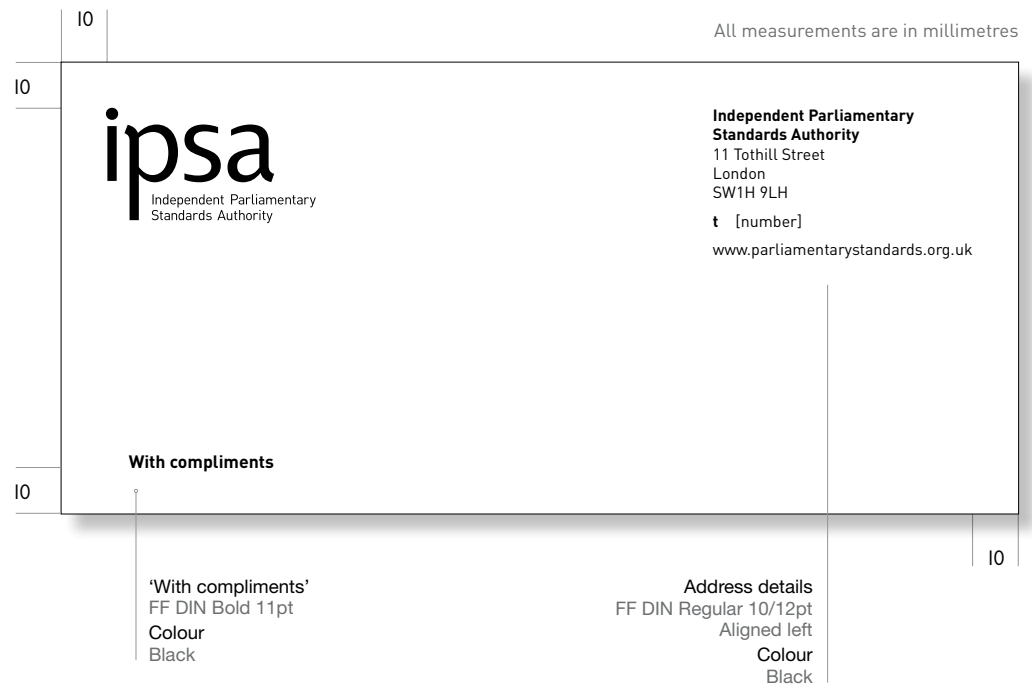 10
All measurements are in millimetres
10
ipsa
Independent Parliamentary
Standards Authority
Independent Parliamentary
Standards Authority
11 Tothill Street
London
SW1H 9LH
t [number]
www.parliamentarystandards.org.uk
With compliments
10
10
‘With compliments’
FF DIN Bold 11pt
Colour
Black
Address details
FF DIN Regular 10/12pt
Aligned left
Colour
Black